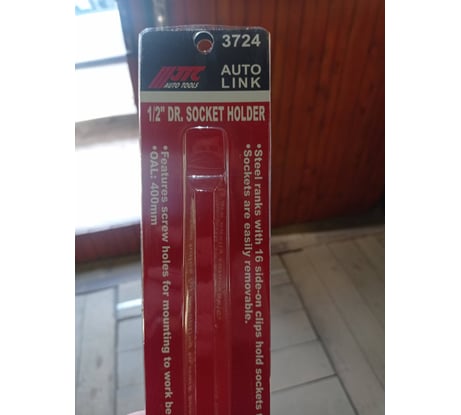 3724
JTC
AUTO TOOLS
AUTO
LINK
1/2" DR. SOCKET HOLDER
•Steel ranks with 16 side-on clips hold sockets
•Sockets are easily removable.
•Features screw holes for mounting to work
•OAL: 400mm